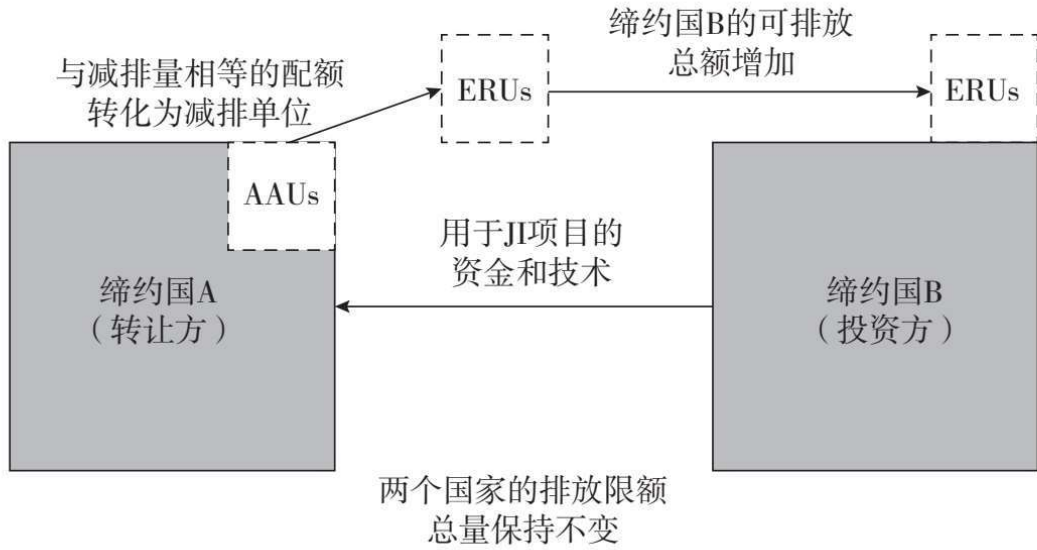 与减排量相等的配额
转化为减排单位
ERUs
缔约国B的可排放
总额增加
ERUs
AAUs
用于JI项目的
资金和技术
缔约国A
（转让方）
缔约国B
（投资方）
两个国家的排放限额
总量保持不变